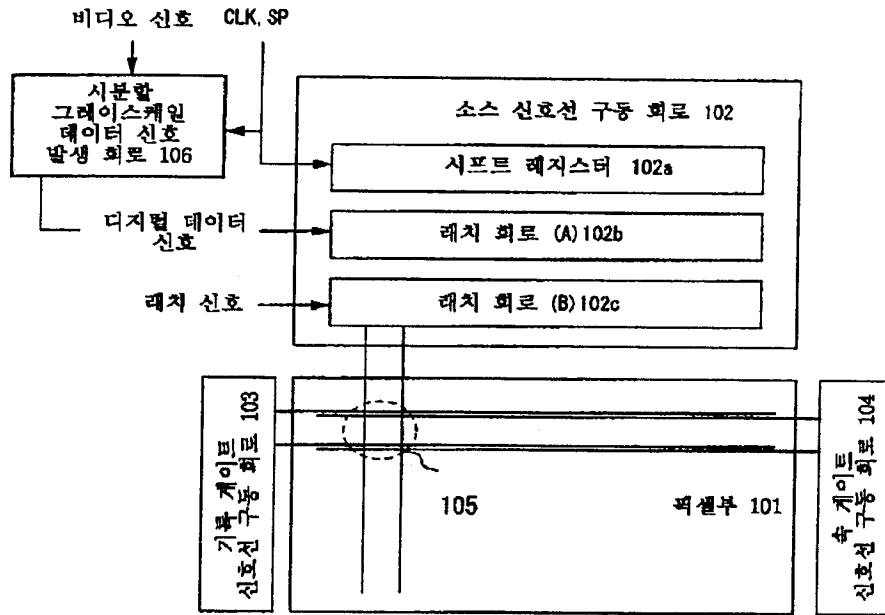 비디오 신호 CLK, SP
시분할
그레이스케일
데이터 신호
발생 회로 106
소스 신호선 구동 회로 102
시프트 레지스터 102a
디지털 데이터
신호
래치 회로 (A)102b
래치 신호
래치 회로 (B)102c
기록 게이트
신호선 구동 회로 103
105
픽셀부 101
속 게이트
신호선 구동 회로 104